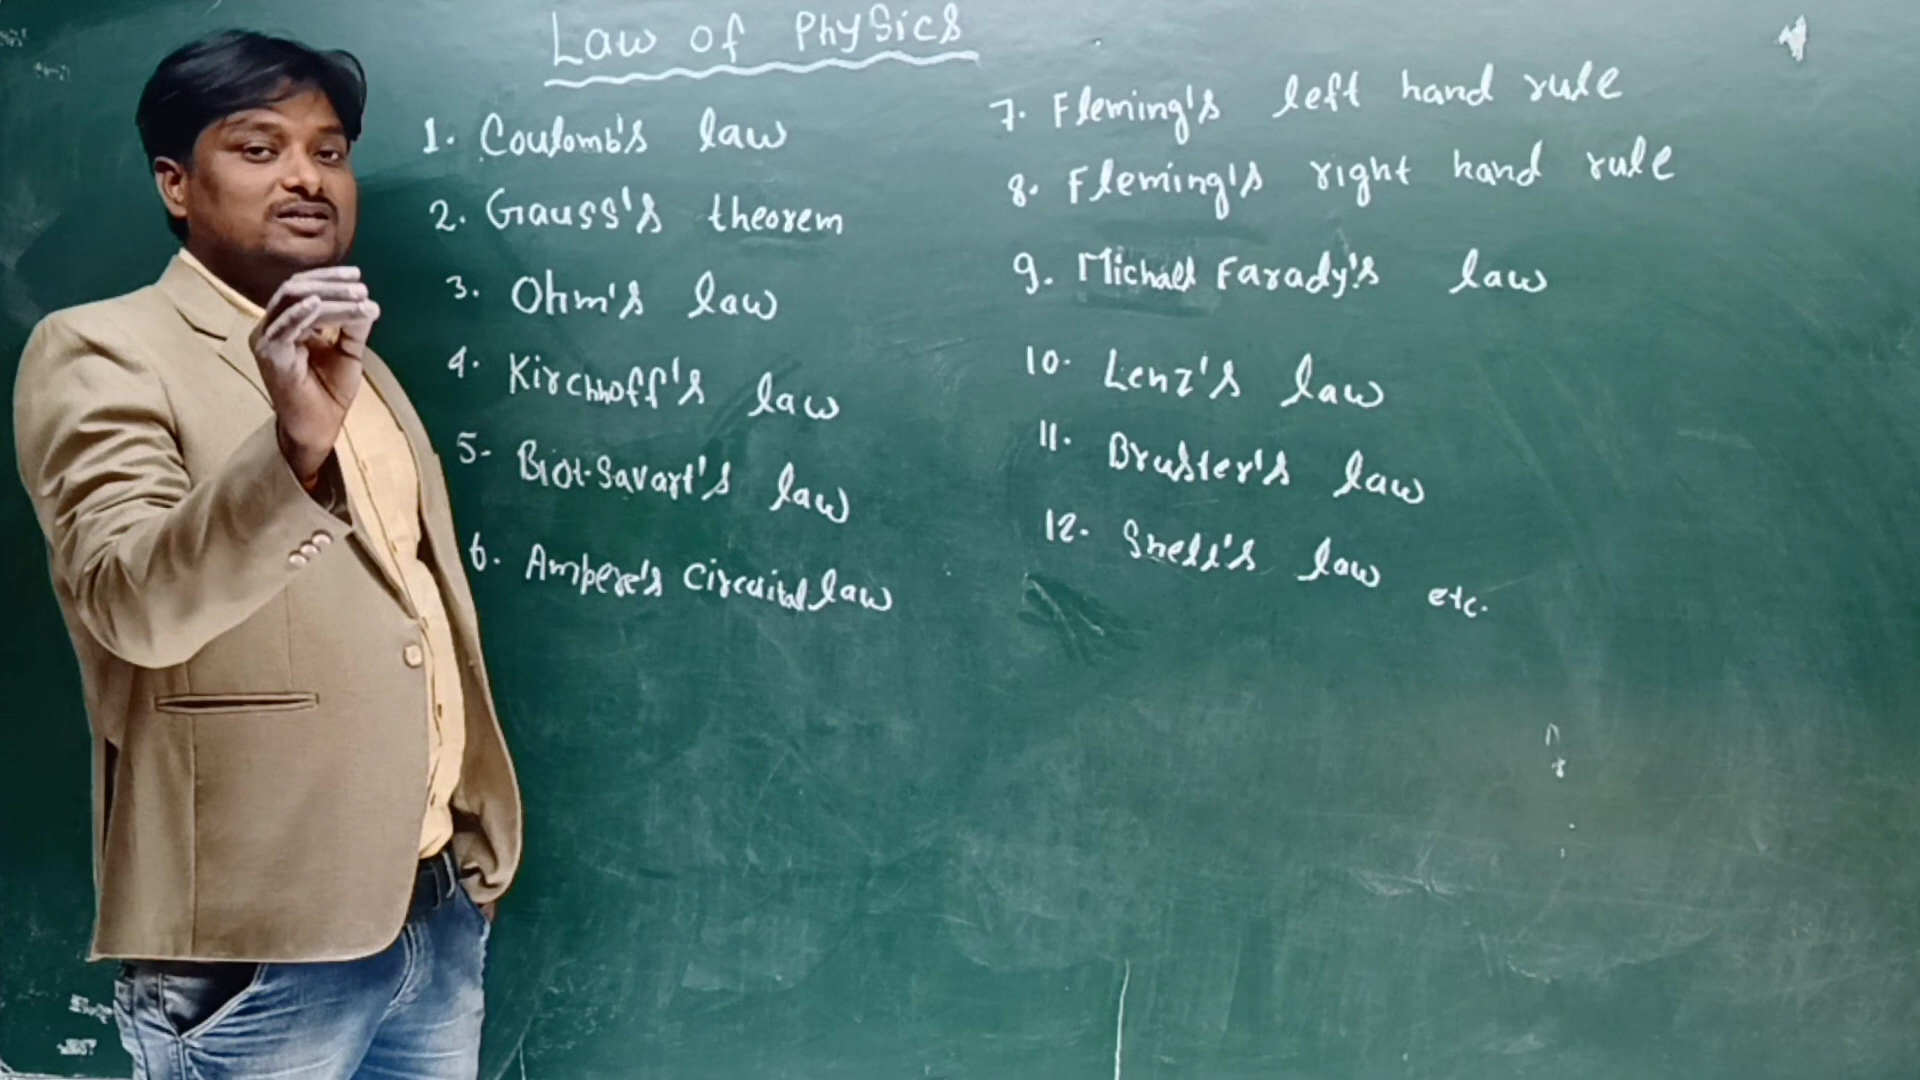 Law of Physics
1. Coulomb's law
2. Gauss's theorem
3. Ohm's law
4. Kirchhoff's law
5- Biot-Savart's law
6. Ampere's Circuital law
7. Fleming's left hand rule
8. Fleming's right hand rule
9. Michael Farady's law
10. Lenz's law
11. Bruster's law
12. Snell's law etc.